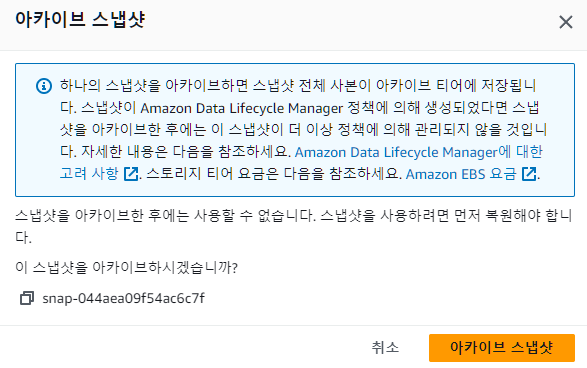 아카이브 스냅샷
하나의 스냅샷을 아카이브하면 스냅샷 전체 사본이 아카이브 티어에 저장됩니
다. 스냅샷이 Amazon Data Lifecycle Manager 정책에 의해 생성되었다면 스냅
샷을 아카이브한 후에는 이 스냅샷이 더 이상 정책에 의해 관리되지 않을 것입니
다. 자세한 내용은 다음을 참조하세요. Amazon Data Lifecycle Manager에 대한
고려 사항. 스토리지 티어 요금은 다음을 참조하세요. Amazon EBS 요금.
스냅샷을 아카이브한 후에는 사용할 수 없습니다. 스냅샷을 사용하려면 먼저 복원해야 합니
다.
이 스냅샷을 아카이브하시겠습니까?
snap-044aea09f54ac6c7f
취소
아카이브 스냅샷